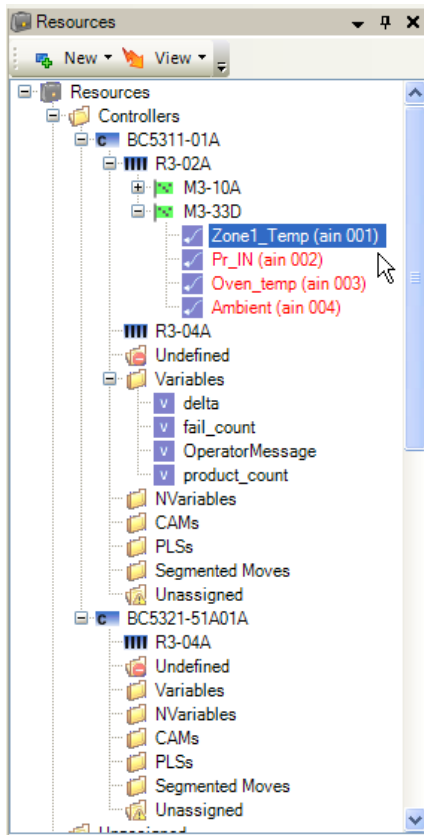 Resources
New View
Resources
Controllers
c BC5311-01A
R3-02A
M3-10A
M3-33D
Zone1_Temp (ain 001)
Pr_IN (ain 002)
Oven_temp (ain 003)
Ambient (ain 004)
R3-04A
Undefined
Variables
v delta
v fail_count
v OperatorMessage
v product_count
NVariables
CAMs
PLSs
Segmented Moves
Unassigned
c BC5321-51A01A
R3-04A
Undefined
Variables
NVariables
CAMs
PLSs
Segmented Moves
Unassigned
Unassigned